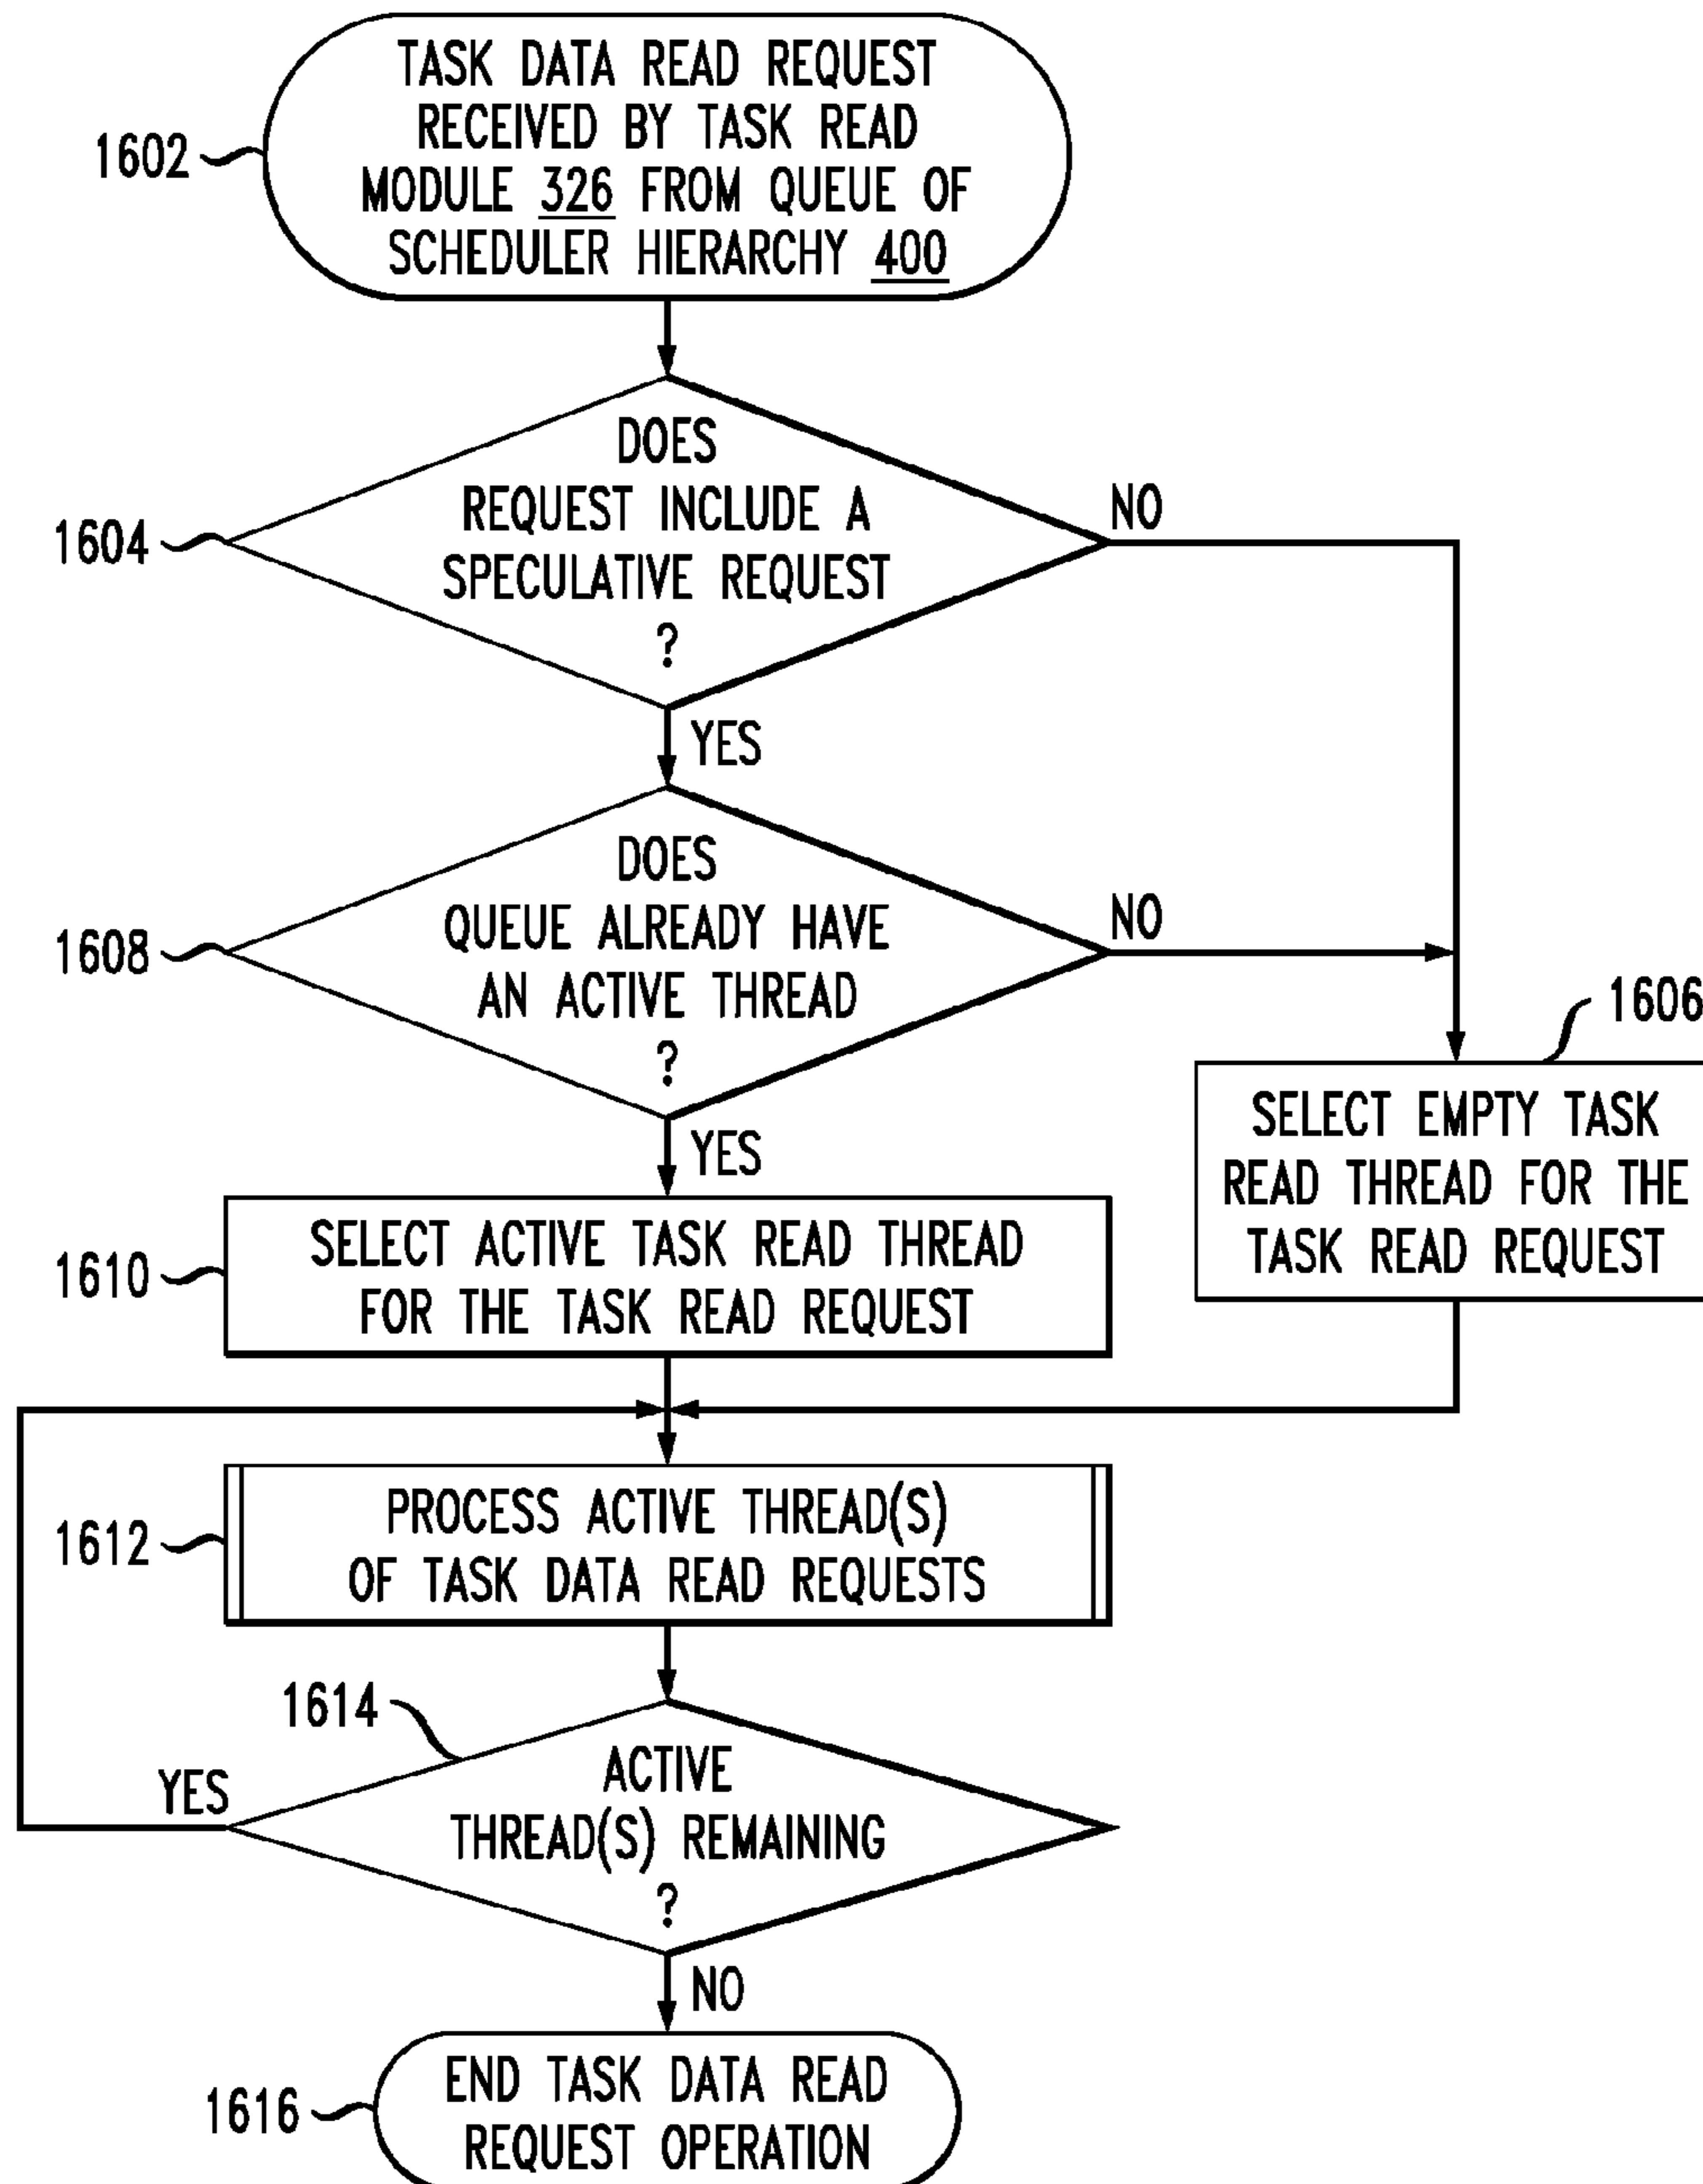 TASK DATA READ REQUEST
RECEIVED BY TASK READ
MODULE 326 FROM QUEUE OF
SCHEDULER HIERARCHY 400
1602
DOES
REQUEST INCLUDE A
SPECULATIVE REQUEST
?
1604
NO
YES
DOES
QUEUE ALREADY HAVE
AN ACTIVE THREAD
?
1608
NO
YES
1606
SELECT EMPTY TASK
READ THREAD FOR THE
TASK READ REQUEST
SELECT ACTIVE TASK READ THREAD
FOR THE TASK READ REQUEST
1610
PROCESS ACTIVE THREAD(S)
OF TASK DATA READ REQUESTS
1612
1614
ACTIVE
THREAD(S) REMAINING
?
YES
NO
END TASK DATA READ
REQUEST OPERATION
1616